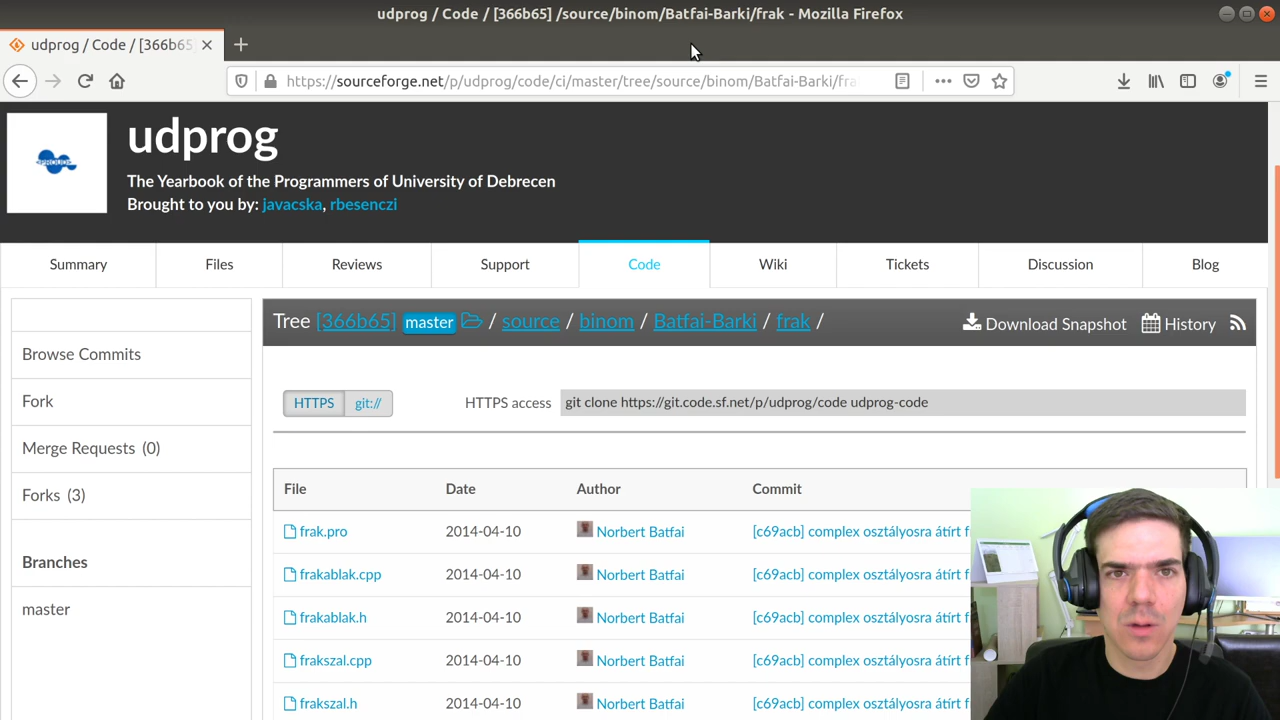 udprog / Code / [366b65] /source/binom/Batfai-Barki/frak - Mozilla Firefox
udprog / Code / [366b65]
https://sourceforge.net/p/udprog/code/ci/master/tree/source/binom/Batfai-Barki/fra
udprog
The Yearbook of the Programmers of University of Debrecen
Brought to you by: javacska, rbesenczi
Summary
Files
Reviews
Support
Code
Wiki
Tickets
Discussion
Blog
Browse Commits
Fork
Merge Requests (0)
Forks (3)
Branches
master
Tree [366b65] master / source / binom / Batfai-Barki / frak /
Download Snapshot
History
HTTPS
git://
HTTPS access
git clone https://git.code.sf.net/p/udprog/code udprog-code
File Date Author Commit
frak.pro 2014-04-10 Norbert Batfai [c69acb] complex osztályosra átírt f
frakablak.cpp 2014-04-10 Norbert Batfai [c69acb] complex osztályosra átírt f
frakablak.h 2014-04-10 Norbert Batfai [c69acb] complex osztályosra átírt f
frakszal.cpp 2014-04-10 Norbert Batfai [c69acb] complex osztályosra átírt f
frakszal.h 2014-04-10 Norbert Batfai [c69acb] complex osztályosra átírt f